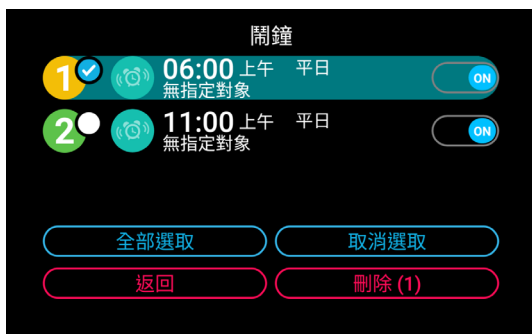 鬧鐘
1 06:00 上午 平日 ON
無指定對象
2 11:00 上午 平日 ON
無指定對象
全部選取 取消選取
返回 刪除 (1)